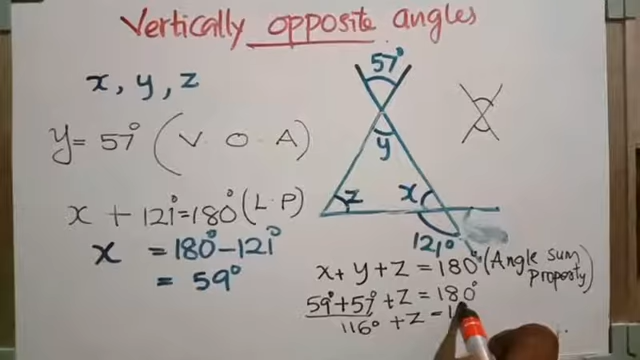 Vertically opposite angles
x, y, z
y = 57° (V. O. A)
x + 121° = 180° (L. P)
x = 180° - 121°
= 59°
57°
y
z
x
121°
x + y + z = 180° (Angle sum property)
59° + 57° + z = 180°
116° + z = 1